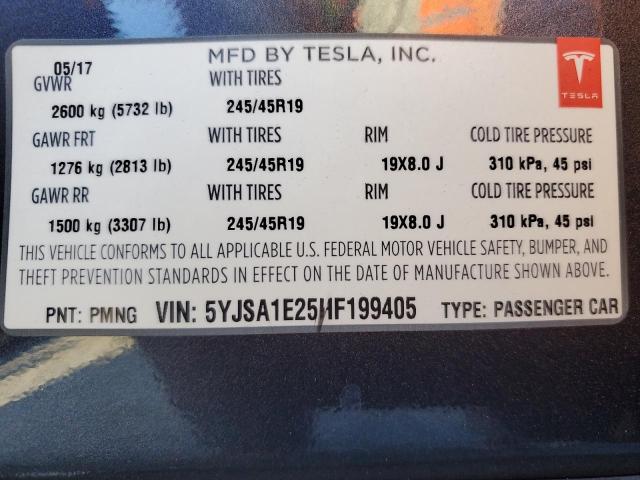 MFD BY TESLA, INC.
05/17
GVWR WITH TIRES
2600 kg (5732 lb) 245/45R19
TESLA
GAWR FRT WITH TIRES RIM COLD TIRE PRESSURE
1276 kg (2813 lb) 245/45R19 19X8.0 J 310 kPa, 45 psi
GAWR RR WITH TIRES RIM COLD TIRE PRESSURE
1500 kg (3307 lb) 245/45R19 19X8.0 J 310 kPa, 45 psi
THIS VEHICLE CONFORMS TO ALL APPLICABLE U.S. FEDERAL MOTOR VEHICLE SAFETY, BUMPER, AND
THEFT PREVENTION STANDARDS IN EFFECT ON THE DATE OF MANUFACTURE SHOWN ABOVE.
PNT: PMNG VIN: 5YJSA1E25HF199405 TYPE: PASSENGER CAR